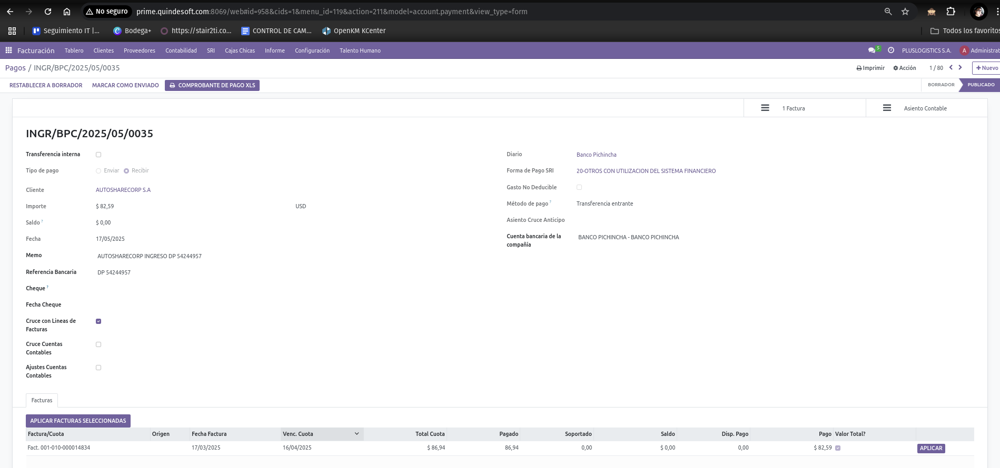 No seguro prime.quindesoft.com:8069/web#id=958&cids=1&menu_id=119&action=211&model=account.payment&view_type=form
Seguimiento IT |... Bodega+ https://stair2ti.co... CONTROL DE CAM... OpenKM KCenter Todos los favoritos
Facturación Tablero Clientes Proveedores Contabilidad SRI Cajas Chicas Informe Configuración Talento Humano 5 PLUSLOGISTICS S.A. A Administrat
Pagos / INGR/BPC/2025/05/0035 Imprimir Acción 1 / 80 Nuevo
RESTABLECER A BORRADOR MARCAR COMO ENVIADO COMPROBANTE DE PAGO XLS BORRADOR PUBLICADO
1 Factura Asiento Contable
INGR/BPC/2025/05/0035
Transferencia interna
Tipo de pago Enviar Recibir
Cliente AUTOSHARECORP S.A
Importe $ 82,59 USD
Saldo ? $ 0,00
Fecha 17/05/2025
Memo AUTOSHARECORP INGRESO DP 54244957
Referencia Bancaria DP 54244957
Cheque ?
Fecha Cheque
Cruce con Lineas de
Facturas
Cruce Cuentas
Contables
Ajustes Cuentas
Contables
Diario Banco Pichincha
Forma de Pago SRI 20-OTROS CON UTILIZACION DEL SISTEMA FINANCIERO
Gasto No Deducible
Método de pago ? Transferencia entrante
Asiento Cruce Anticipo
Cuenta bancaria de la BANCO PICHINCHA - BANCO PICHINCHA
compañía
Facturas
APLICAR FACTURAS SELECCIONADAS
Factura/Cuota Origen Fecha Factura Venc. Cuota Total Cuota Pagado Soportado Saldo Disp. Pago Pago Valor Total?
Fact. 001-010-000014834 17/03/2025 16/04/2025 $ 86,94 86,94 0,00 $ 0,00 0,00 $ 82,59 APLICAR